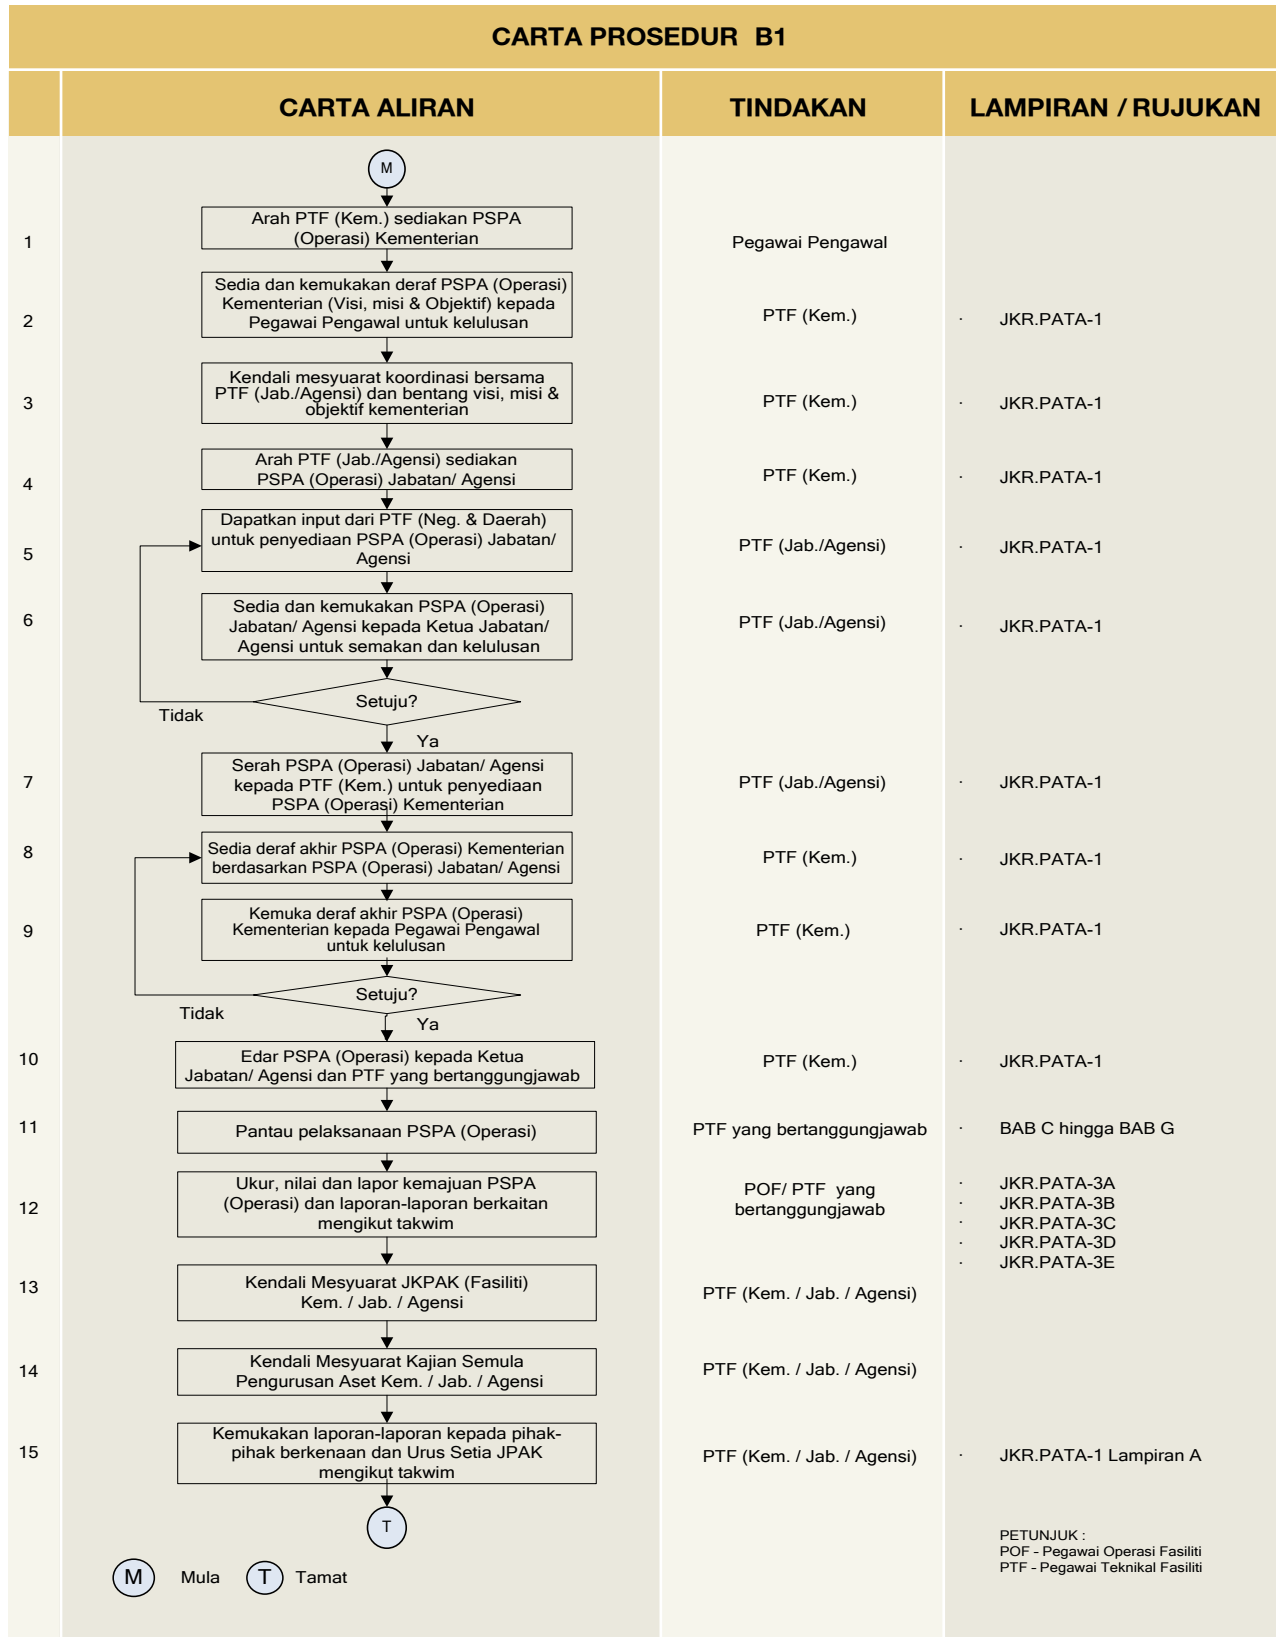 CARTA PROSEDUR B1
CARTA ALIRAN
TINDAKAN
LAMPIRAN / RUJUKAN
M
1
Arah PTF (Kem.) sediakan PSPA
(Operasi) Kementerian
Pegawai Pengawal
2
Sedia dan kemukakan deraf PSPA (Operasi)
Kementerian (Visi, misi & Objektif) kepada
Pegawai Pengawal untuk kelulusan
PTF (Kem.)
· JKR.PATA-1
3
Kendali mesyuarat koordinasi bersama
PTF (Jab./Agensi) dan bentang visi, misi &
objektif kementerian
PTF (Kem.)
· JKR.PATA-1
4
Arah PTF (Jab./Agensi) sediakan
PSPA (Operasi) Jabatan/ Agensi
PTF (Kem.)
· JKR.PATA-1
5
Dapatkan input dari PTF (Neg. & Daerah)
untuk penyediaan PSPA (Operasi) Jabatan/
Agensi
PTF (Jab./Agensi)
· JKR.PATA-1
6
Sedia dan kemukakan PSPA (Operasi)
Jabatan/ Agensi kepada Ketua Jabatan/
Agensi untuk semakan dan kelulusan
PTF (Jab./Agensi)
· JKR.PATA-1
Setuju?
Tidak
Ya
7
Serah PSPA (Operasi) Jabatan/ Agensi
kepada PTF (Kem.) untuk penyediaan
PSPA (Operasi) Kementerian
PTF (Jab./Agensi)
· JKR.PATA-1
8
Sedia deraf akhir PSPA (Operasi) Kementerian
berdasarkan PSPA (Operasi) Jabatan/ Agensi
PTF (Kem.)
· JKR.PATA-1
9
Kemuka deraf akhir PSPA (Operasi)
Kementerian kepada Pegawai Pengawal
untuk kelulusan
PTF (Kem.)
· JKR.PATA-1
Setuju?
Tidak
Ya
10
Edar PSPA (Operasi) kepada Ketua
Jabatan/ Agensi dan PTF yang bertanggungjawab
PTF (Kem.)
· JKR.PATA-1
11
Pantau pelaksanaan PSPA (Operasi)
PTF yang bertanggungjawab
· BAB C hingga BAB G
12
Ukur, nilai dan lapor kemajuan PSPA
(Operasi) dan laporan-laporan berkaitan
mengikut takwim
POF/ PTF yang
bertanggungjawab
· JKR.PATA-3A
· JKR.PATA-3B
· JKR.PATA-3C
· JKR.PATA-3D
· JKR.PATA-3E
13
Kendali Mesyuarat JKPAK (Fasiliti)
Kem. / Jab. / Agensi
PTF (Kem. / Jab. / Agensi)
14
Kendali Mesyuarat Kajian Semula
Pengurusan Aset Kem. / Jab. / Agensi
PTF (Kem. / Jab. / Agensi)
15
Kemukakan laporan-laporan kepada pihak-
pihak berkenaan dan Urus Setia JPAK
mengikut takwim
PTF (Kem. / Jab. / Agensi)
· JKR.PATA-1 Lampiran A
T
PETUNJUK :
POF - Pegawai Operasi Fasiliti
PTF - Pegawai Teknikal Fasiliti
M Mula T Tamat